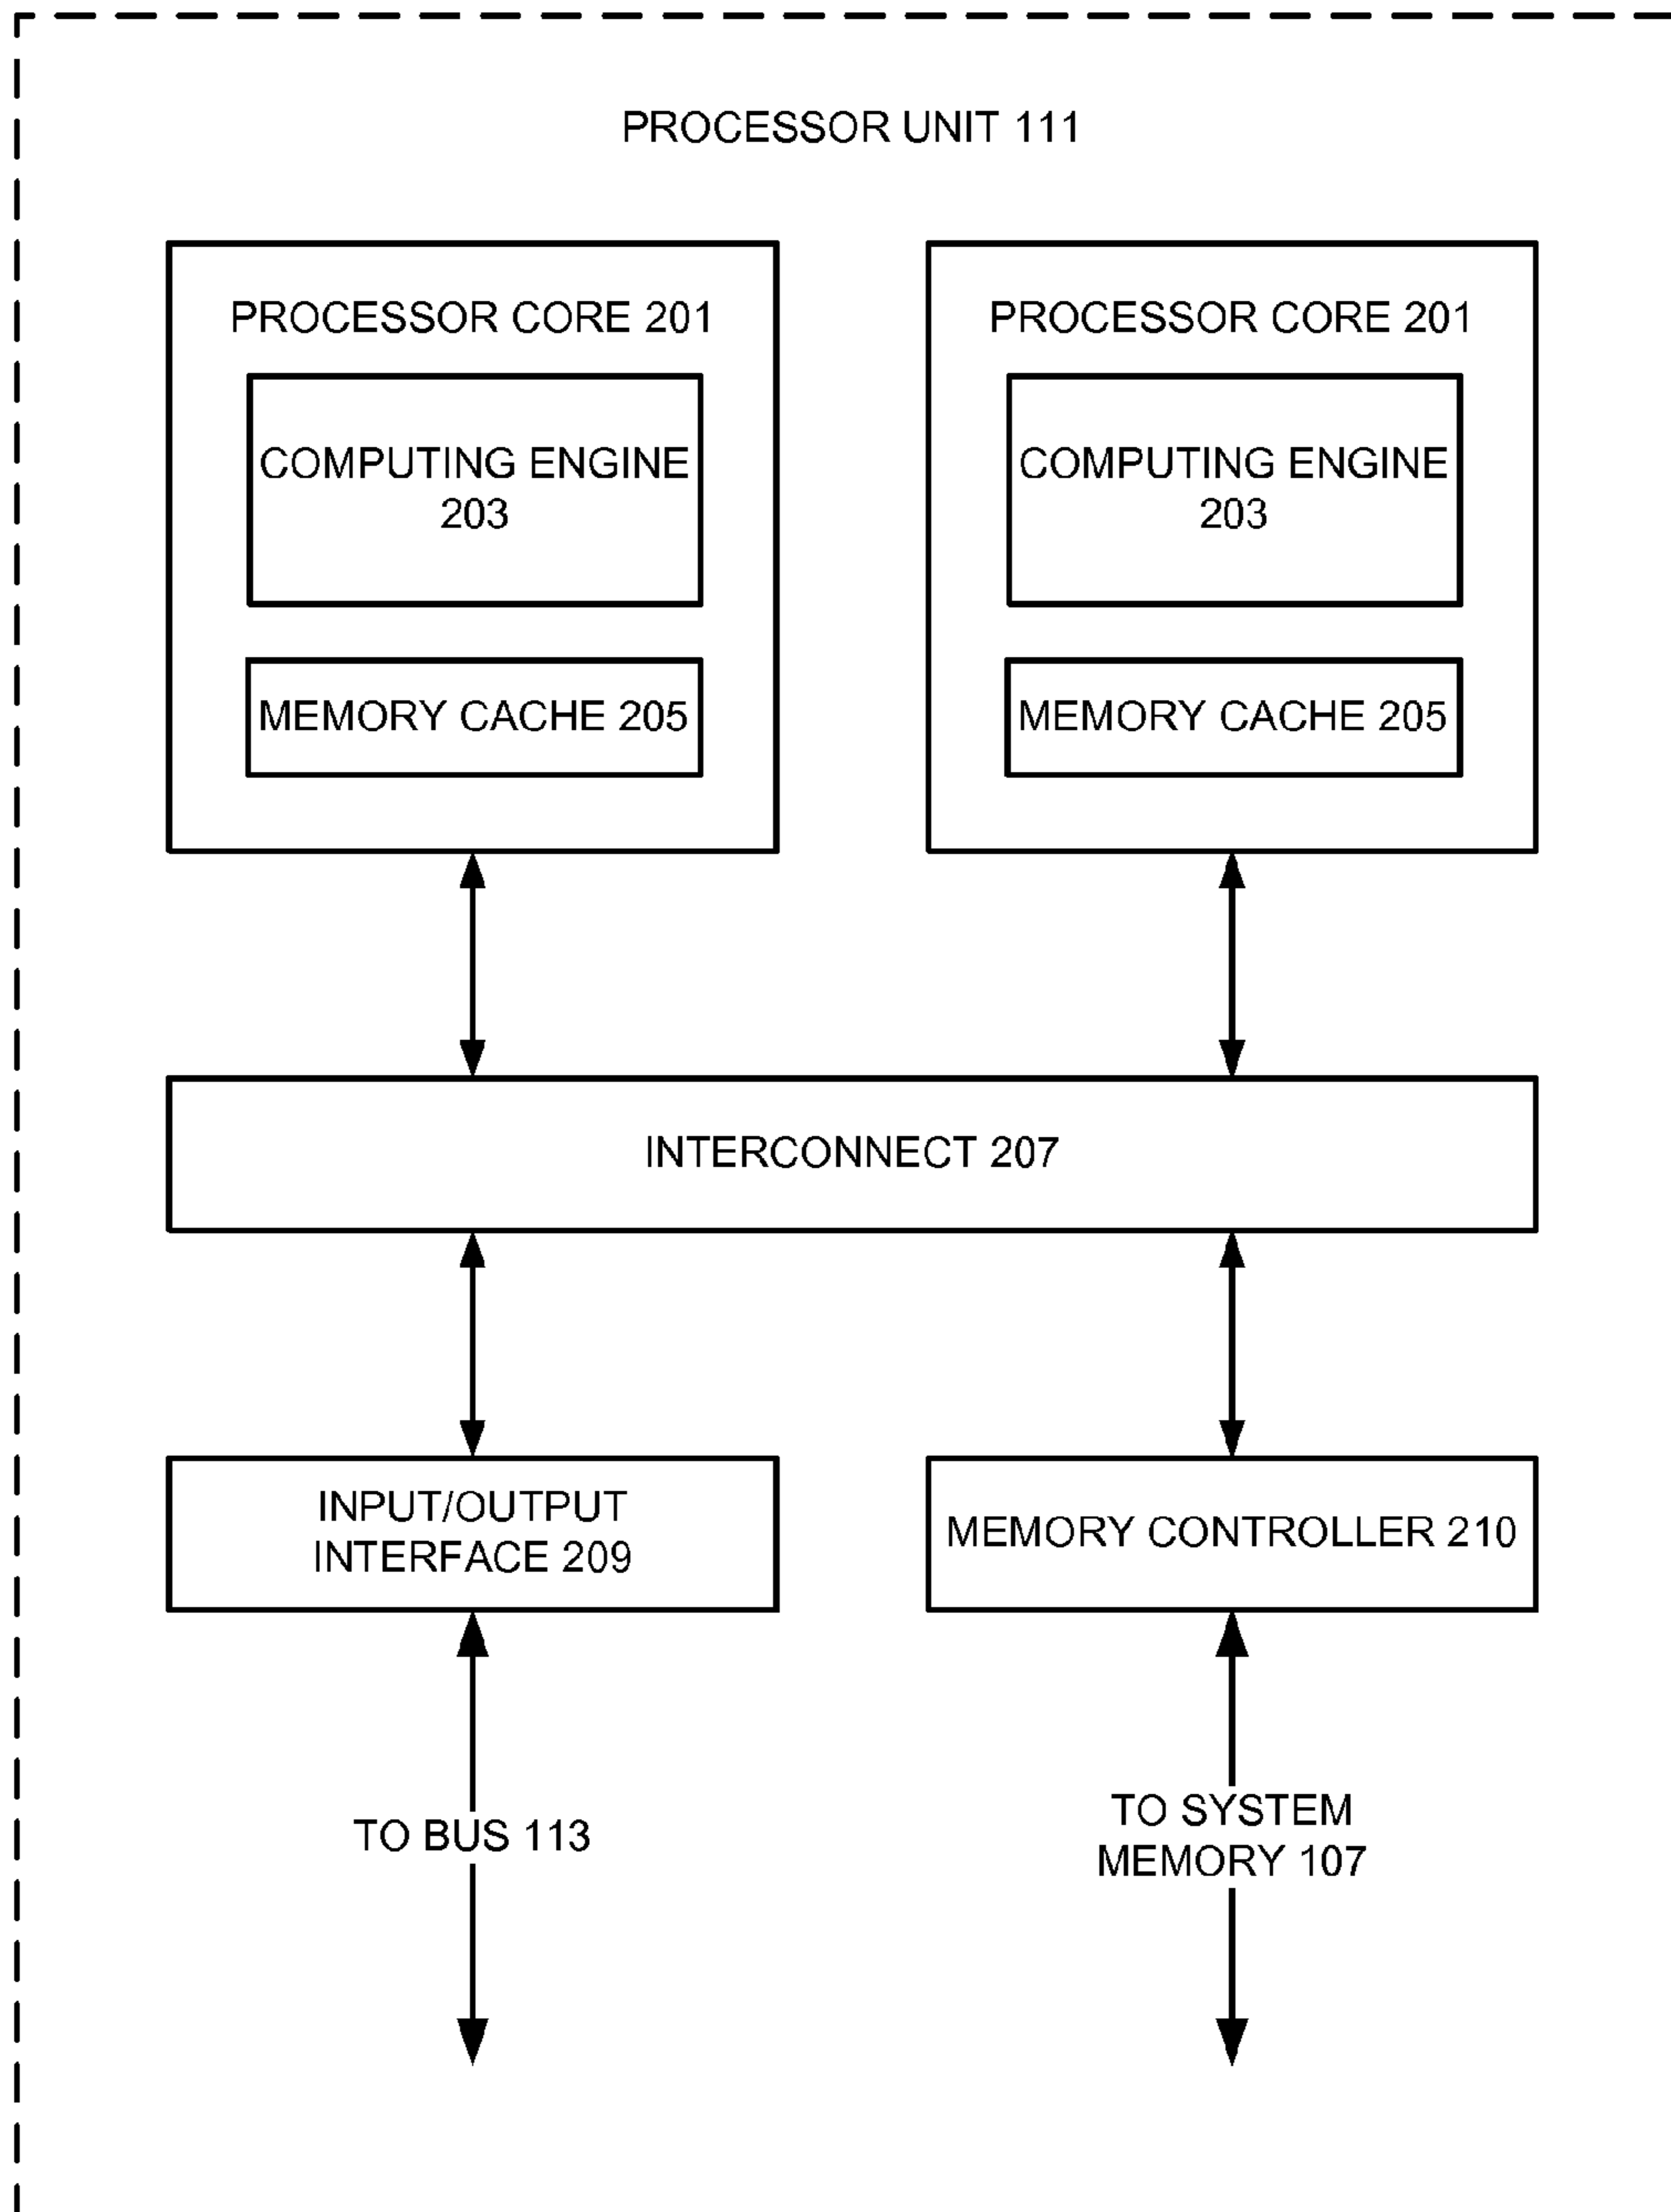 PROCESSOR UNIT 111
PROCESSOR CORE 201
COMPUTING ENGINE
203
MEMORY CACHE 205
PROCESSOR CORE 201
COMPUTING ENGINE
203
MEMORY CACHE 205
INTERCONNECT 207
INPUT/OUTPUT
INTERFACE 209
MEMORY CONTROLLER 210
TO BUS 113
TO SYSTEM
MEMORY 107